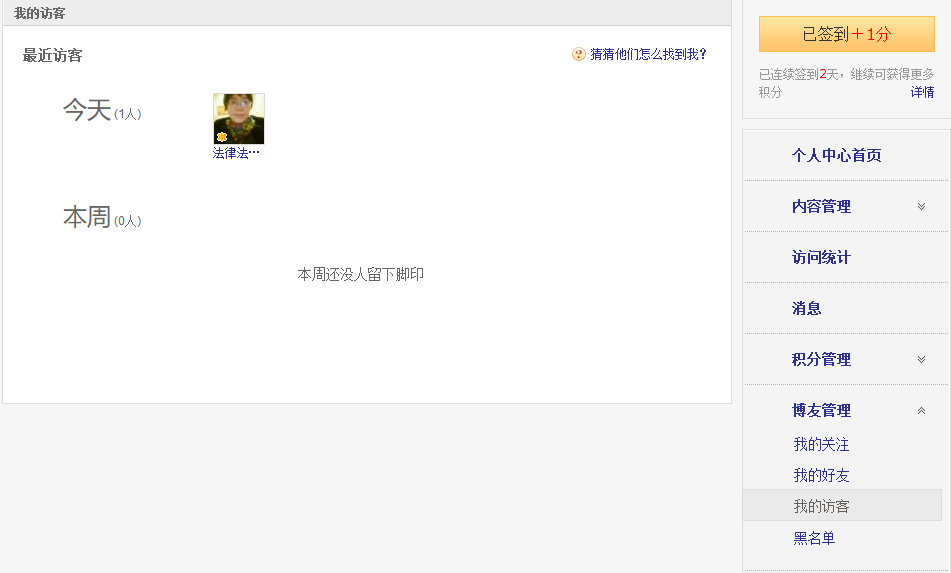 我的访客
最近访客
猜猜他们怎么找到我?
今天(1人)
法律法…
本周(0人)
本周还没人留下脚印
已签到+1分
已连续签到2天，继续可获得更多
积分 详情
个人中心首页
内容管理
访问统计
消息
积分管理
博友管理
我的关注
我的好友
我的访客
黑名单